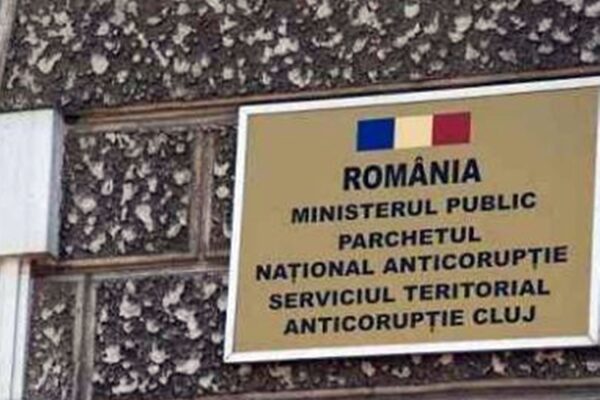 ROMÂNIA
MINISTERUL PUBLIC
PARCHETUL
NAȚIONAL ANTICORUPȚIE
SERVICIUL TERITORIAL
ANTICORUPȚIE CLUJ